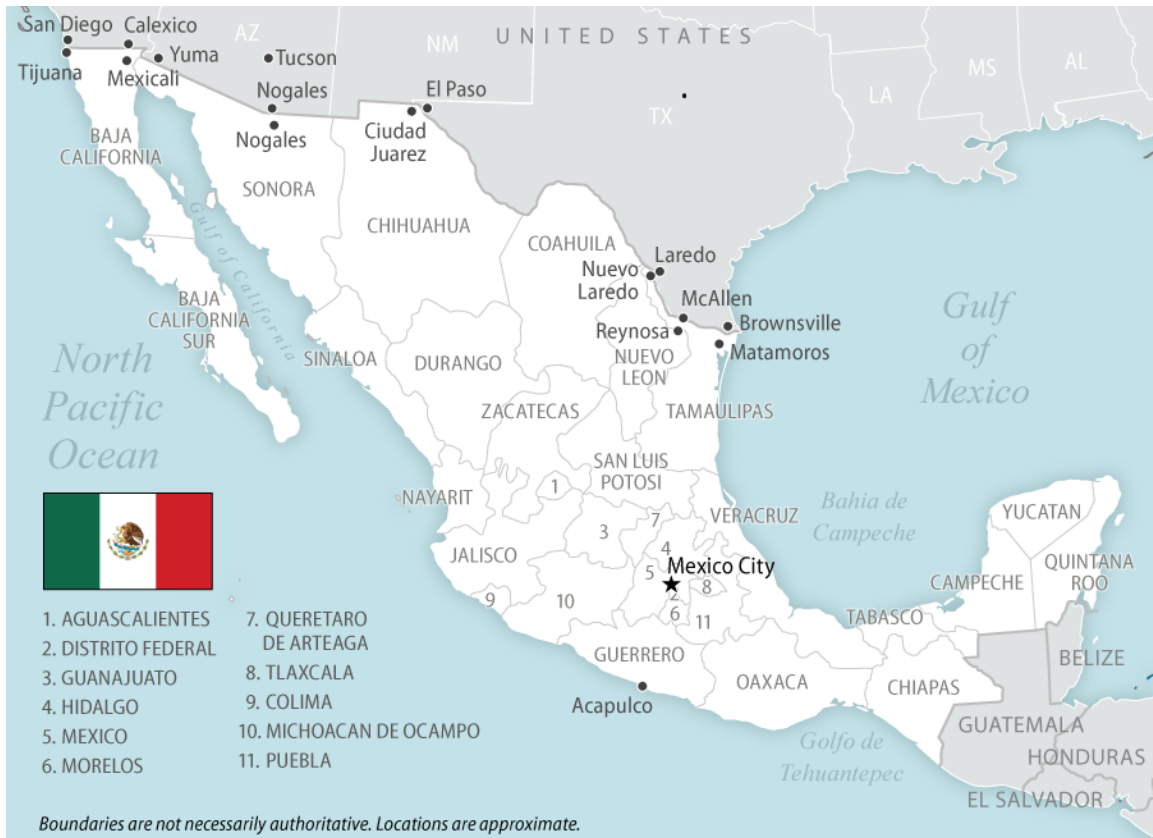 San Diego
Calexico
AZ
NM
UNITED STATES
MS
AL
Tijuana
Mexicali
Yuma
Tucson
LA
TX
Nogales
El Paso
Nogales
Ciudad
Juarez
BAJA
CALIFORNIA
SONORA
CHIHUAHUA
COAHUILA
Gulf of California
Nuevo
Laredo
Laredo
McAllen
BAJA
CALIFORNIA
SUR
Reynosa
Brownsville
Matamoros
Gulf
of
Mexico
North
Pacific
Ocean
SINALOA
DURANGO
NUEVO
LEON
ZACATECAS
TAMAULIPAS
SAN LUIS
POTOSI
NAYARIT
1
VERACRUZ
Bahia de
Campeche
YUCATAN
7
3
4
JALISCO
Mexico City
QUINTANA
ROO
CAMPECHE
5
8
2
9
10
6
11
TABASCO
GUERRERO
BELIZE
OAXACA
CHIAPAS
Acapulco
GUATEMALA
Golfo de
Tehuantepec
HONDURAS
EL SALVADOR
1. AGUASCALIENTES
2. DISTRITO FEDERAL
3. GUANAJUATO
4. HIDALGO
5. MEXICO
6. MORELOS
7. QUERETARO
DE ARTEAGA
8. TLAXCALA
9. COLIMA
10. MICHOACAN DE OCAMPO
11. PUEBLA
Boundaries are not necessarily authoritative. Locations are approximate.